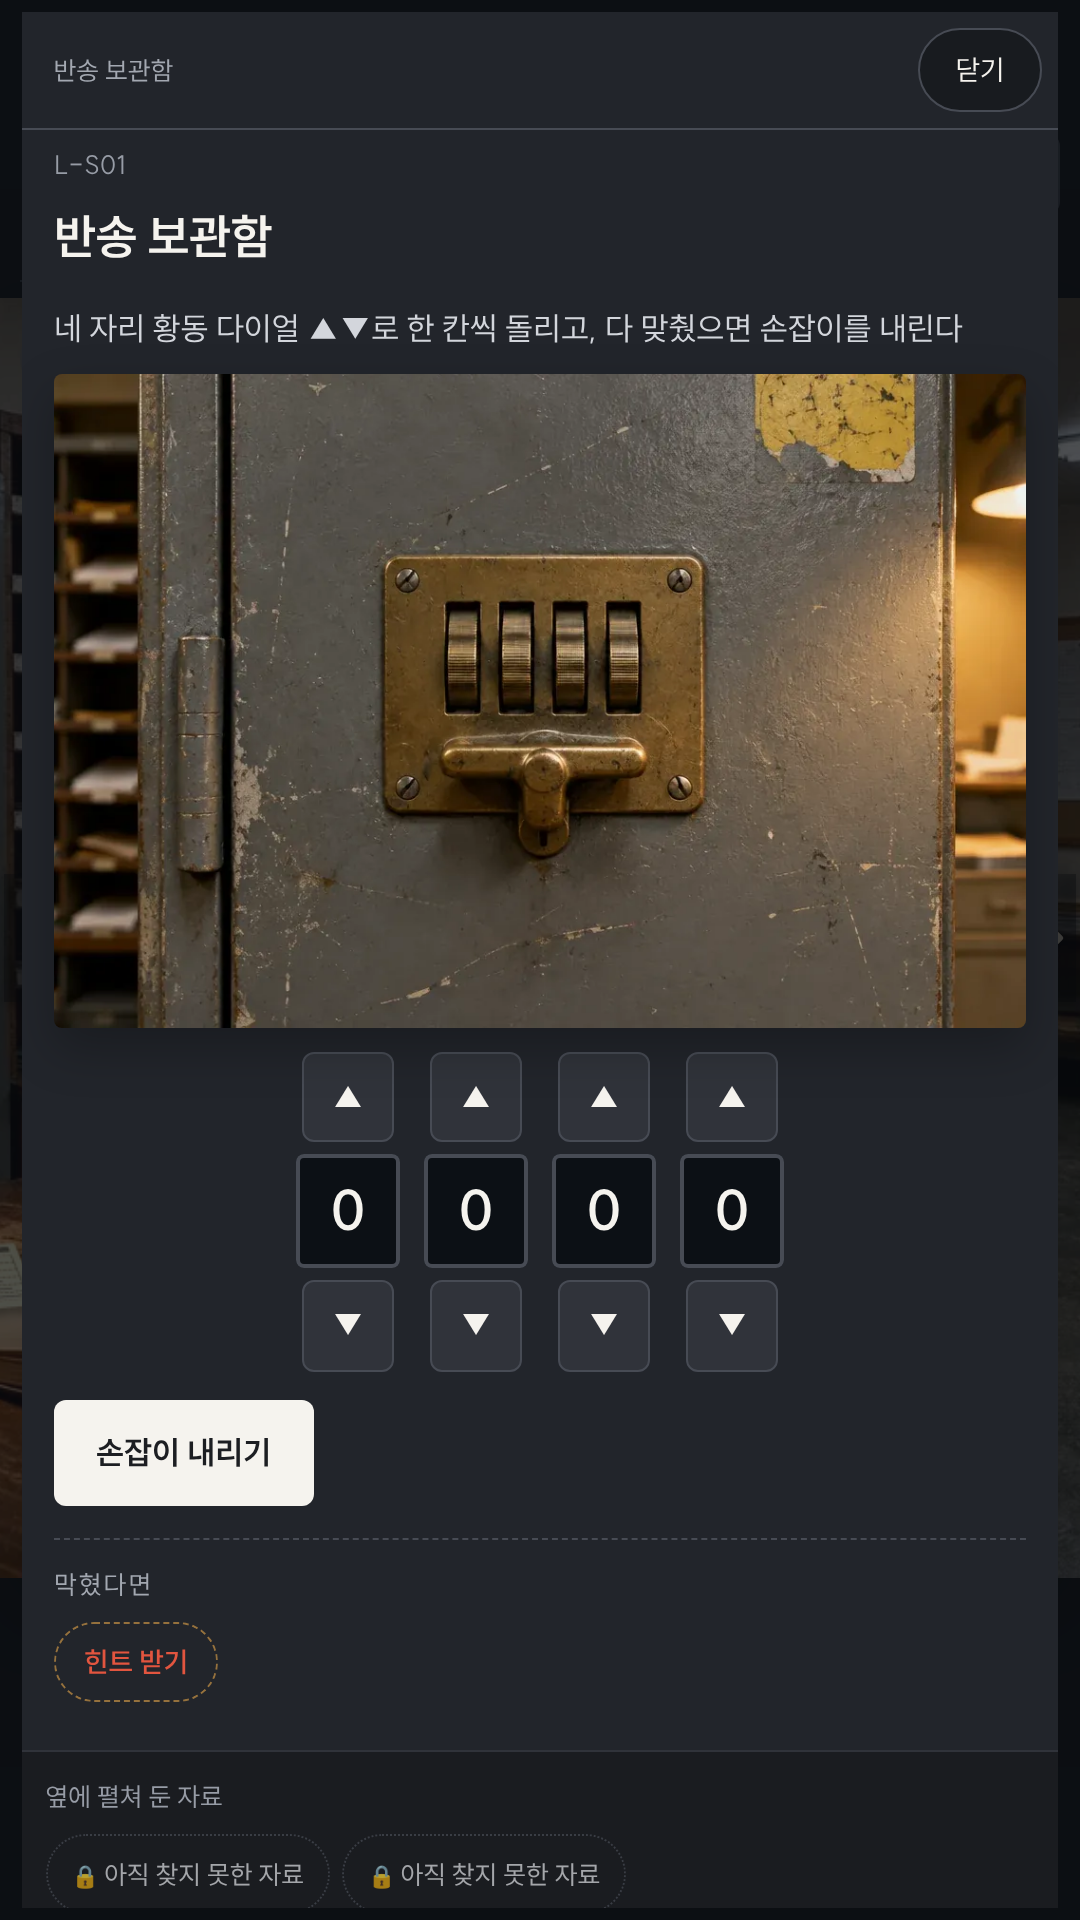 반송 보관함
닫기
L-S01
반송 보관함
네 자리 황동 다이얼 ▲▼로 한 칸씩 돌리고, 다 맞췄으면 손잡이를 내린다
▲ ▲ ▲ ▲
0 0 0 0
▼ ▼ ▼ ▼
손잡이 내리기
막혔다면
힌트 받기
옆에 펼쳐 둔 자료
🔒 아직 찾지 못한 자료 🔒 아직 찾지 못한 자료